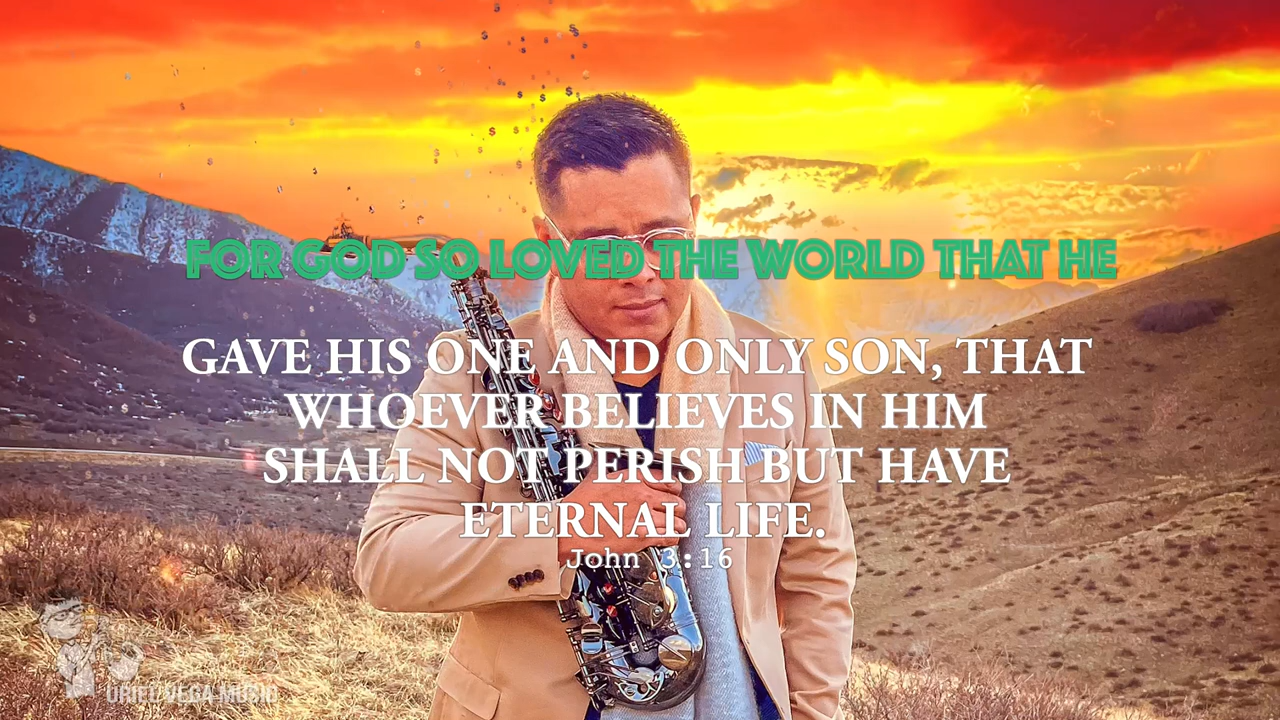 FOR GOD SO LOVED THE WORLD THAT HE
GAVE HIS ONE AND ONLY SON, THAT
WHOEVER BELIEVES IN HIM
SHALL NOT PERISH BUT HAVE
ETERNAL LIFE.
John 3:16
URIEL VEGA MUSIC